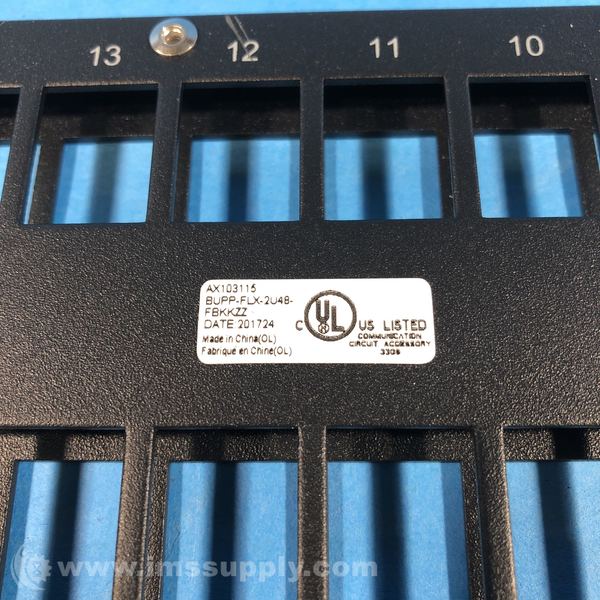 13 12 11 10
AX103115
BUPP-FLX-2U48-
FBKKZZ
DATE 201724
Made in China(OL)
Fabrique en Chine(OL)
C UL US LISTED
COMMUNICATION
CIRCUIT ACCESSORY
330B
www.imssupply.com